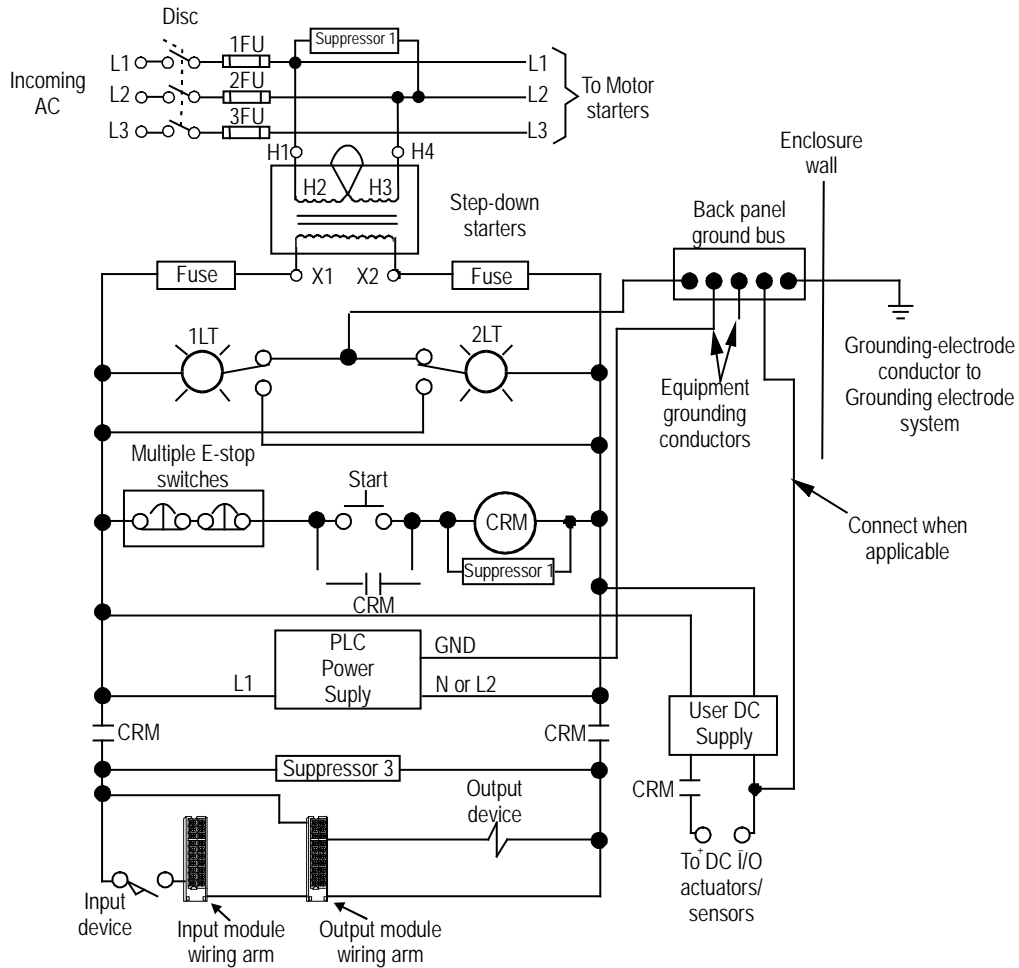 Disc
Suppressor 1
1FU
L1
L1
Incoming
AC
2FU
L2
L2
To Motor
starters
3FU
L3
L3
Enclosure
wall
H1
H4
H2
H3
Step-down
starters
Back panel
ground bus
Fuse
X1
X2
Fuse
1LT
2LT
Grounding-electrode
conductor to
Grounding electrode
system
Equipment
grounding
conductors
Multiple E-stop
switches
Start
CRM
Connect when
applicable
Suppressor 1
CRM
PLC
Power
Suply
GND
L1
N or L2
User DC
Supply
CRM
CRM
Suppressor 3
CRM
Output
device
+ -
To DC I/O
actuators/
sensors
Input
device
Input module
wiring arm
Output module
wiring arm